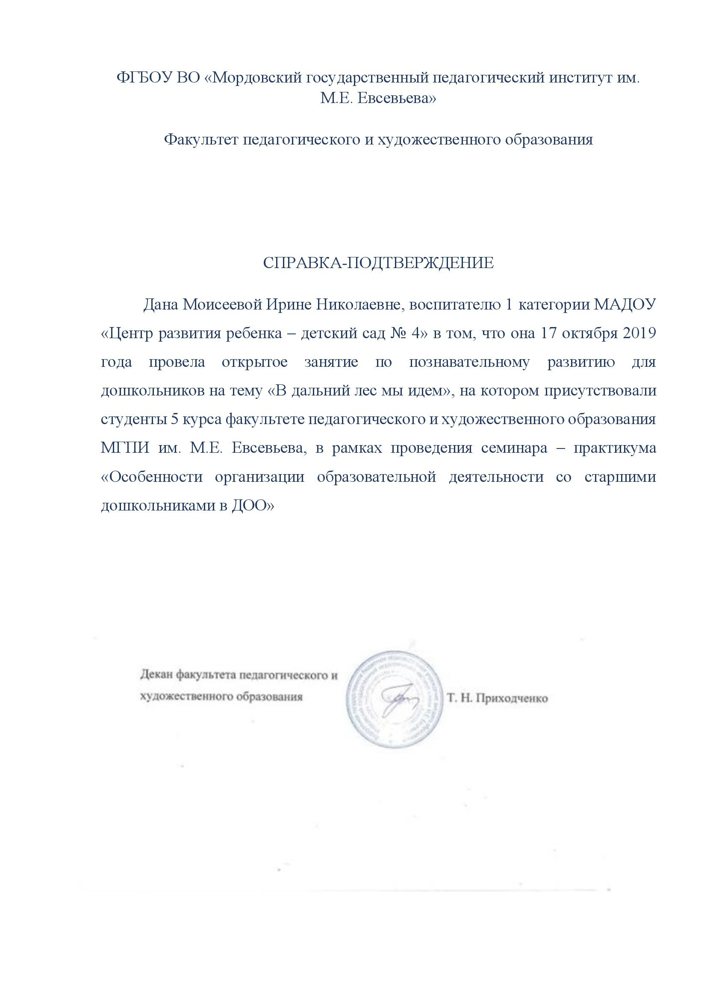 ФГБОУ ВО «Мордовский государственный педагогический институт им.
М.Е. Евсевьева»
Факультет педагогического и художественного образования
СПРАВКА-ПОДТВЕРЖДЕНИЕ
Дана Моисеевой Ирине Николаевне, воспитателю 1 категории МАДОУ
«Центр развития ребенка – детский сад № 4» в том, что она 17 октября 2019
года провела открытое занятие по познавательному развитию для
дошкольников на тему «В дальний лес мы идем», на котором присутствовали
студенты 5 курса факультете педагогического и художественного образования
МГПИ им. М.Е. Евсевьева, в рамках проведения семинара – практикума
«Особенности организации образовательной деятельности со старшими
дошкольниками в ДОО»
Декан факультета педагогического и
художественного образования
Т. Н. Приходченко